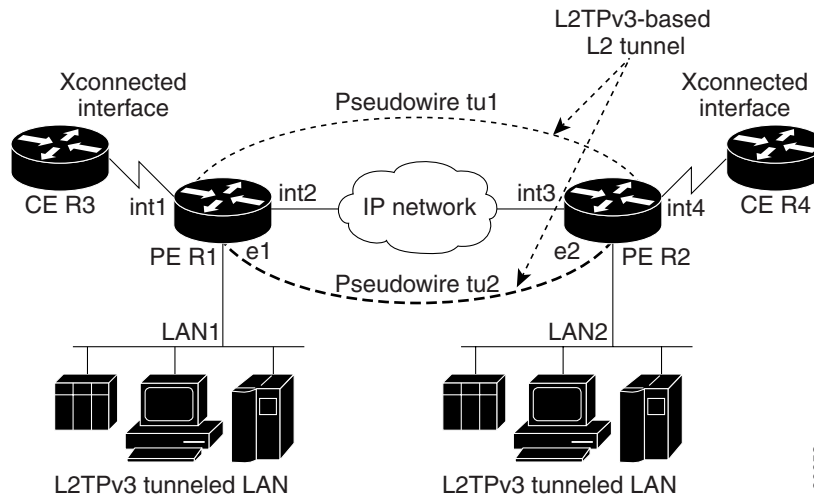 L2TPv3-based
L2 tunnel
Xconnected
interface
Xconnected
interface
Pseudowire tu1
CE R3
int1
int2
IP network
int3
int4
CE R4
PE R1
e1
e2
PE R2
Pseudowire tu2
LAN1
LAN2
L2TPv3 tunneled LAN
L2TPv3 tunneled LAN